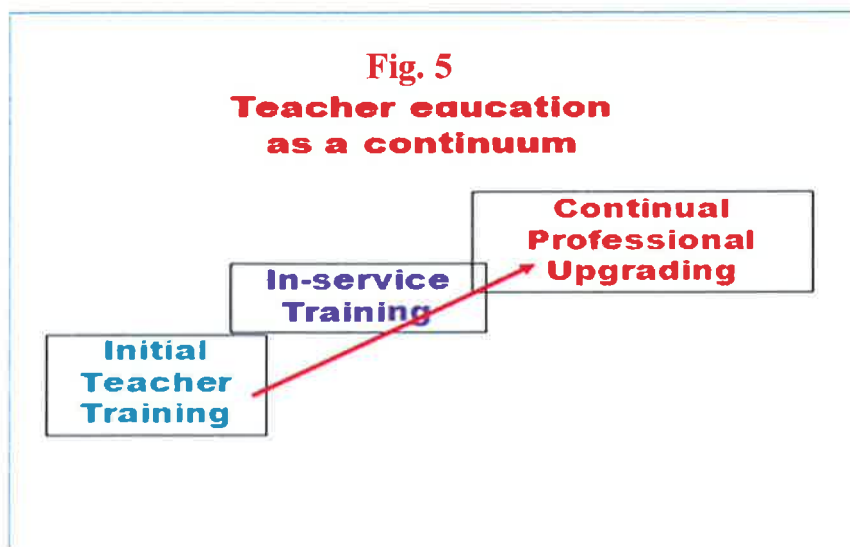 Fig. 5
Teacher eaucation
as a continuum
Continual
Professional
Upgrading
In-service
Training
Initial
Teacher
Training